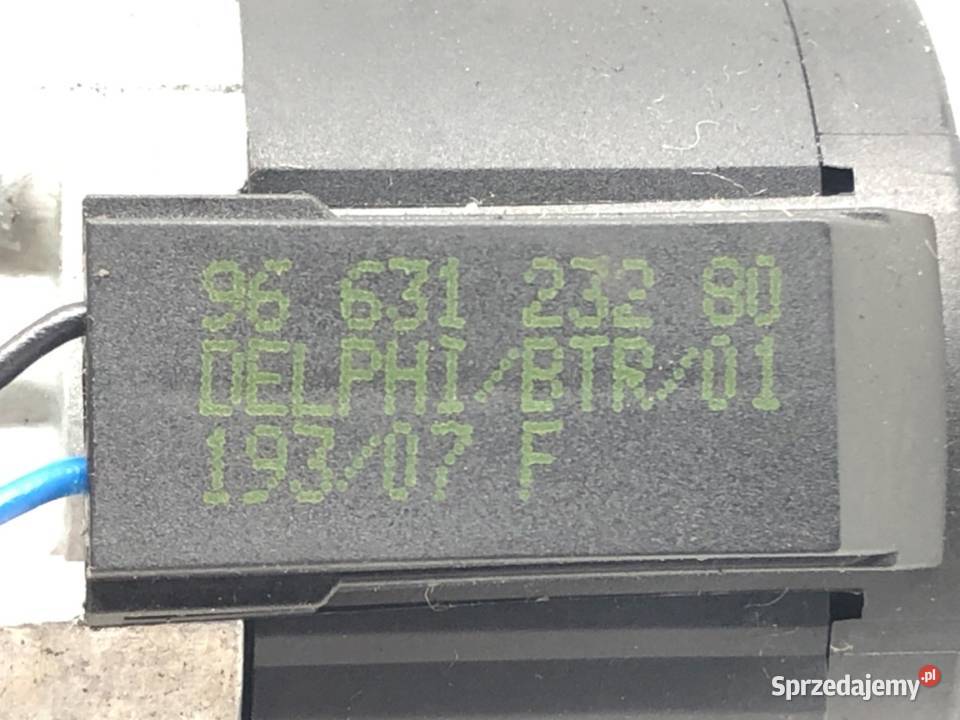 96 631 232 80
DELPHI/BTR/01
193/07 F
Sprzedajemy.pl